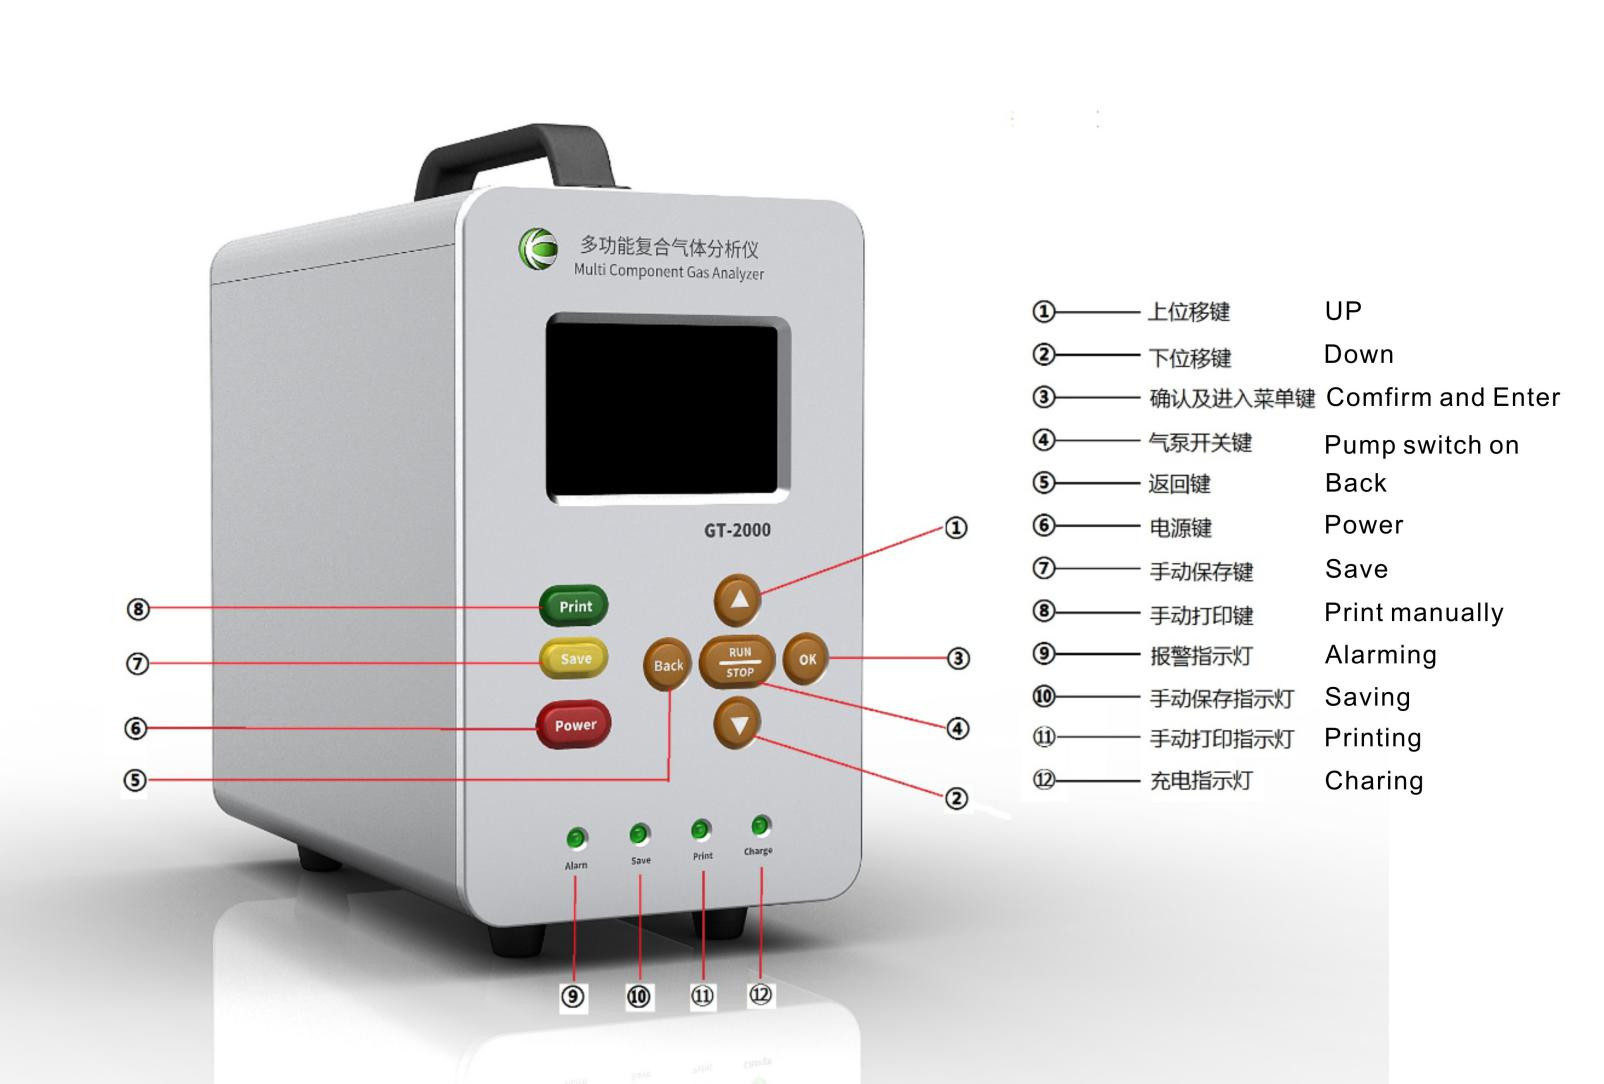 多功能复合气体分析仪
Multi Component Gas Analyzer
GT-2000
Print
Save
Power
Back
RUN
STOP
OK
Alarn
Save
Print
Charge
①
②
③
④
⑤
⑥
⑦
⑧
⑨
⑩
⑪
⑫
① 上位移键 UP
② 下位移键 Down
③ 确认及进入菜单键 Comfirm and Enter
④ 气泵开关键 Pump switch on
⑤ 返回键 Back
⑥ 电源键 Power
⑦ 手动保存键 Save
⑧ 手动打印键 Print manually
⑨ 报警指示灯 Alarming
⑩ 手动保存指示灯 Saving
⑪ 手动打印指示灯 Printing
⑫ 充电指示灯 Charing